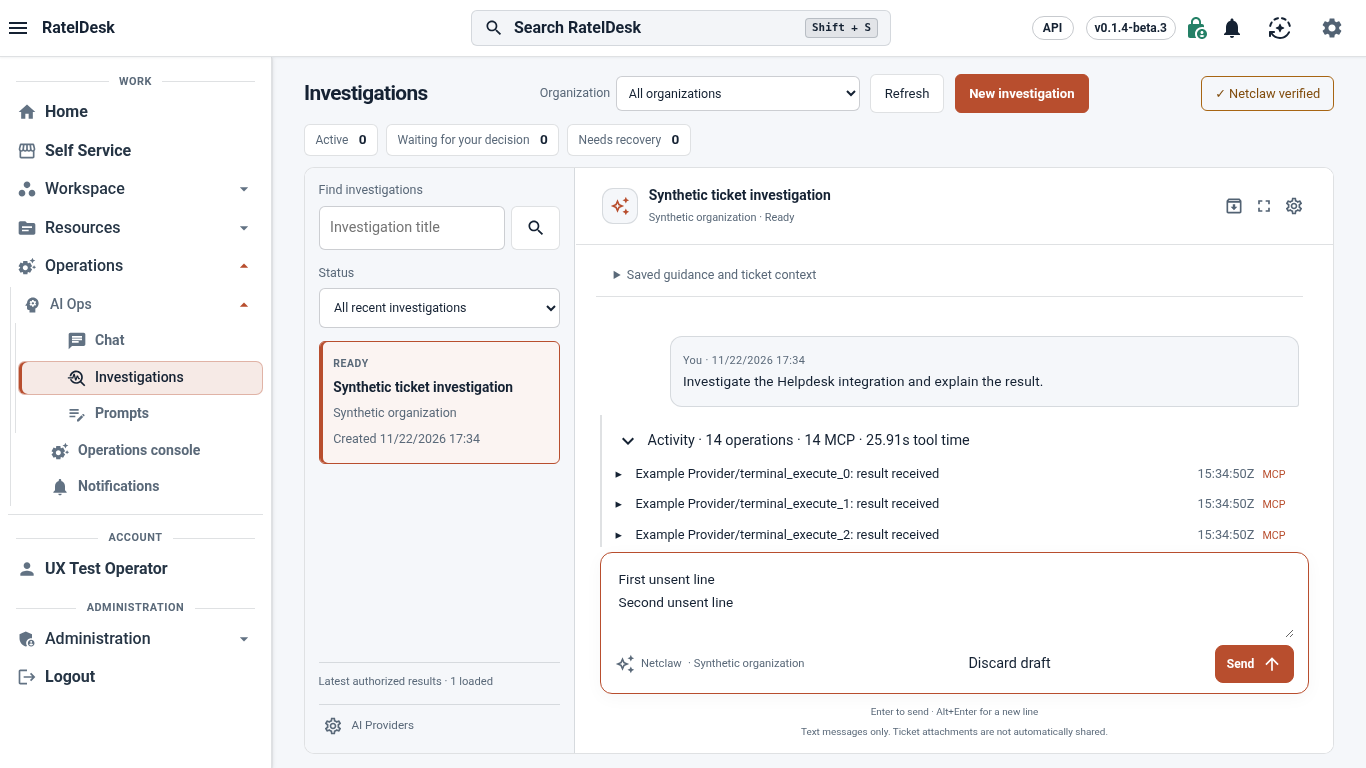 RatelDesk
Search RatelDesk
Shift + S
API
v0.1.4-beta.3
WORK
Home
Self Service
Workspace
Resources
Operations
AI Ops
Chat
Investigations
Prompts
Operations console
Notifications
ACCOUNT
UX Test Operator
ADMINISTRATION
Administration
Logout
Investigations
Organization
All organizations
Refresh
New investigation
✓ Netclaw verified
Active 0
Waiting for your decision 0
Needs recovery 0
Find investigations
Investigation title
Status
All recent investigations
READY
Synthetic ticket investigation
Synthetic organization
Created 11/22/2026 17:34
Latest authorized results · 1 loaded
AI Providers
Synthetic ticket investigation
Synthetic organization · Ready
Saved guidance and ticket context
You · 11/22/2026 17:34
Investigate the Helpdesk integration and explain the result.
Activity · 14 operations · 14 MCP · 25.91s tool time
Example Provider/terminal_execute_0: result received 15:34:50Z MCP
Example Provider/terminal_execute_1: result received 15:34:50Z MCP
Example Provider/terminal_execute_2: result received 15:34:50Z MCP
First unsent line
Second unsent line
Netclaw · Synthetic organization
Discard draft
Send
Enter to send · Alt+Enter for a new line
Text messages only. Ticket attachments are not automatically shared.